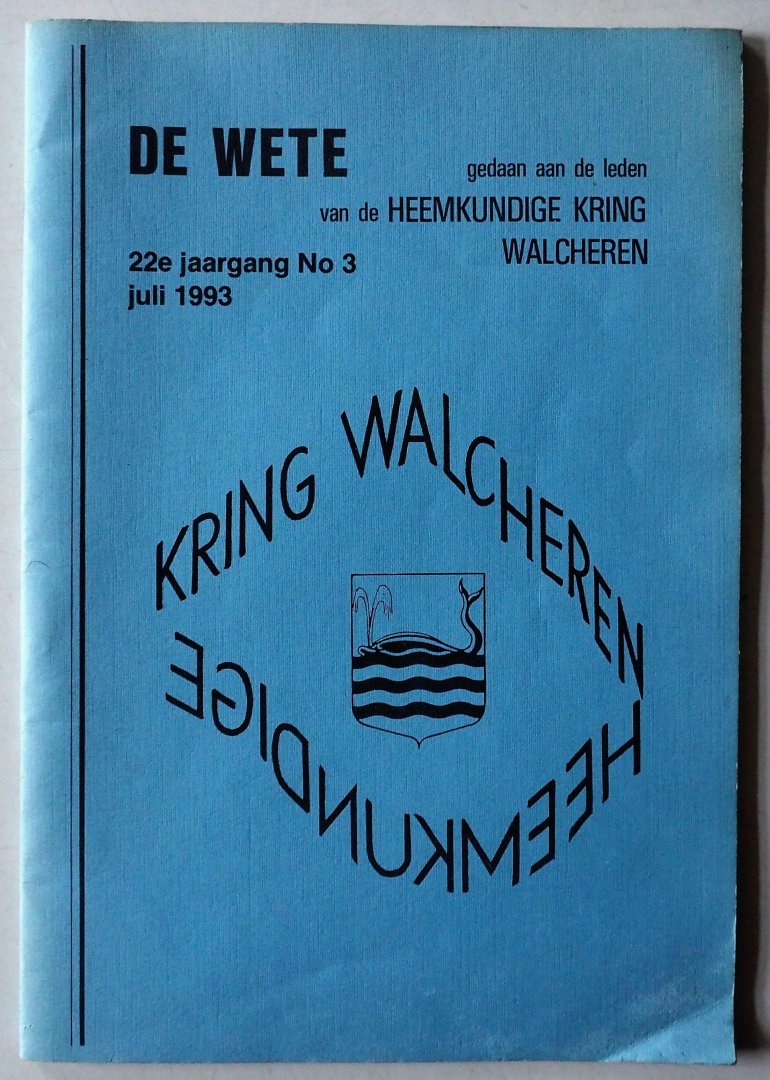 DE WETE
gedaan aan de leden
van de HEEMKUNDIGE KRING
WALCHEREN
22e jaargang No 3
juli 1993
KRING WALCHEREN
HEEMKUNDIGE